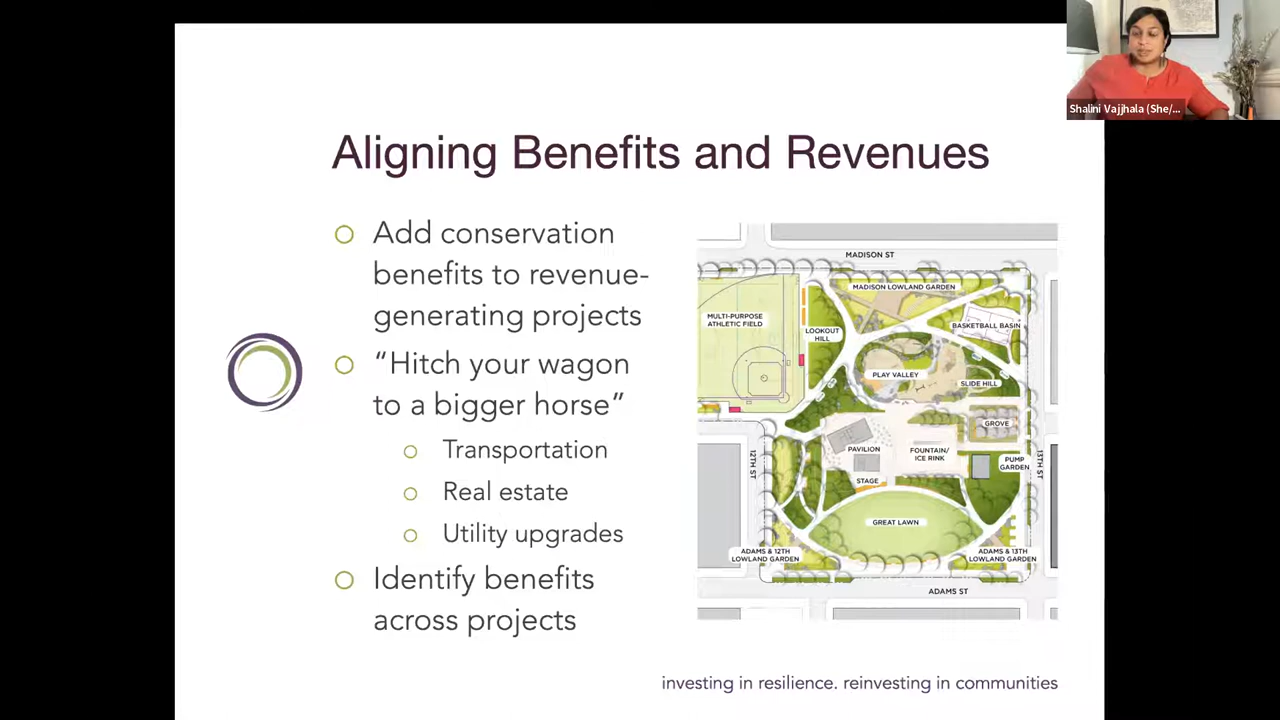 Shalini Vajjhala (She/...
Aligning Benefits and Revenues
Add conservation
benefits to revenue-
generating projects
“Hitch your wagon
to a bigger horse”
Transportation
Real estate
Utility upgrades
Identify benefits
across projects
MADISON ST
MADISON LOWLAND GARDEN
MULTI-PURPOSE
ATHLETIC FIELD
LOOKOUT
HILL
BASKETBALL BASIN
PLAY VALLEY
SLIDE HILL
GROVE
PAVILION
FOUNTAIN/
ICE RINK
PUMP
GARDEN
12TH ST
13TH ST
STAGE
GREAT LAWN
ADAMS & 12TH
LOWLAND GARDEN
ADAMS & 13TH
LOWLAND GARDEN
ADAMS ST
investing in resilience. reinvesting in communities